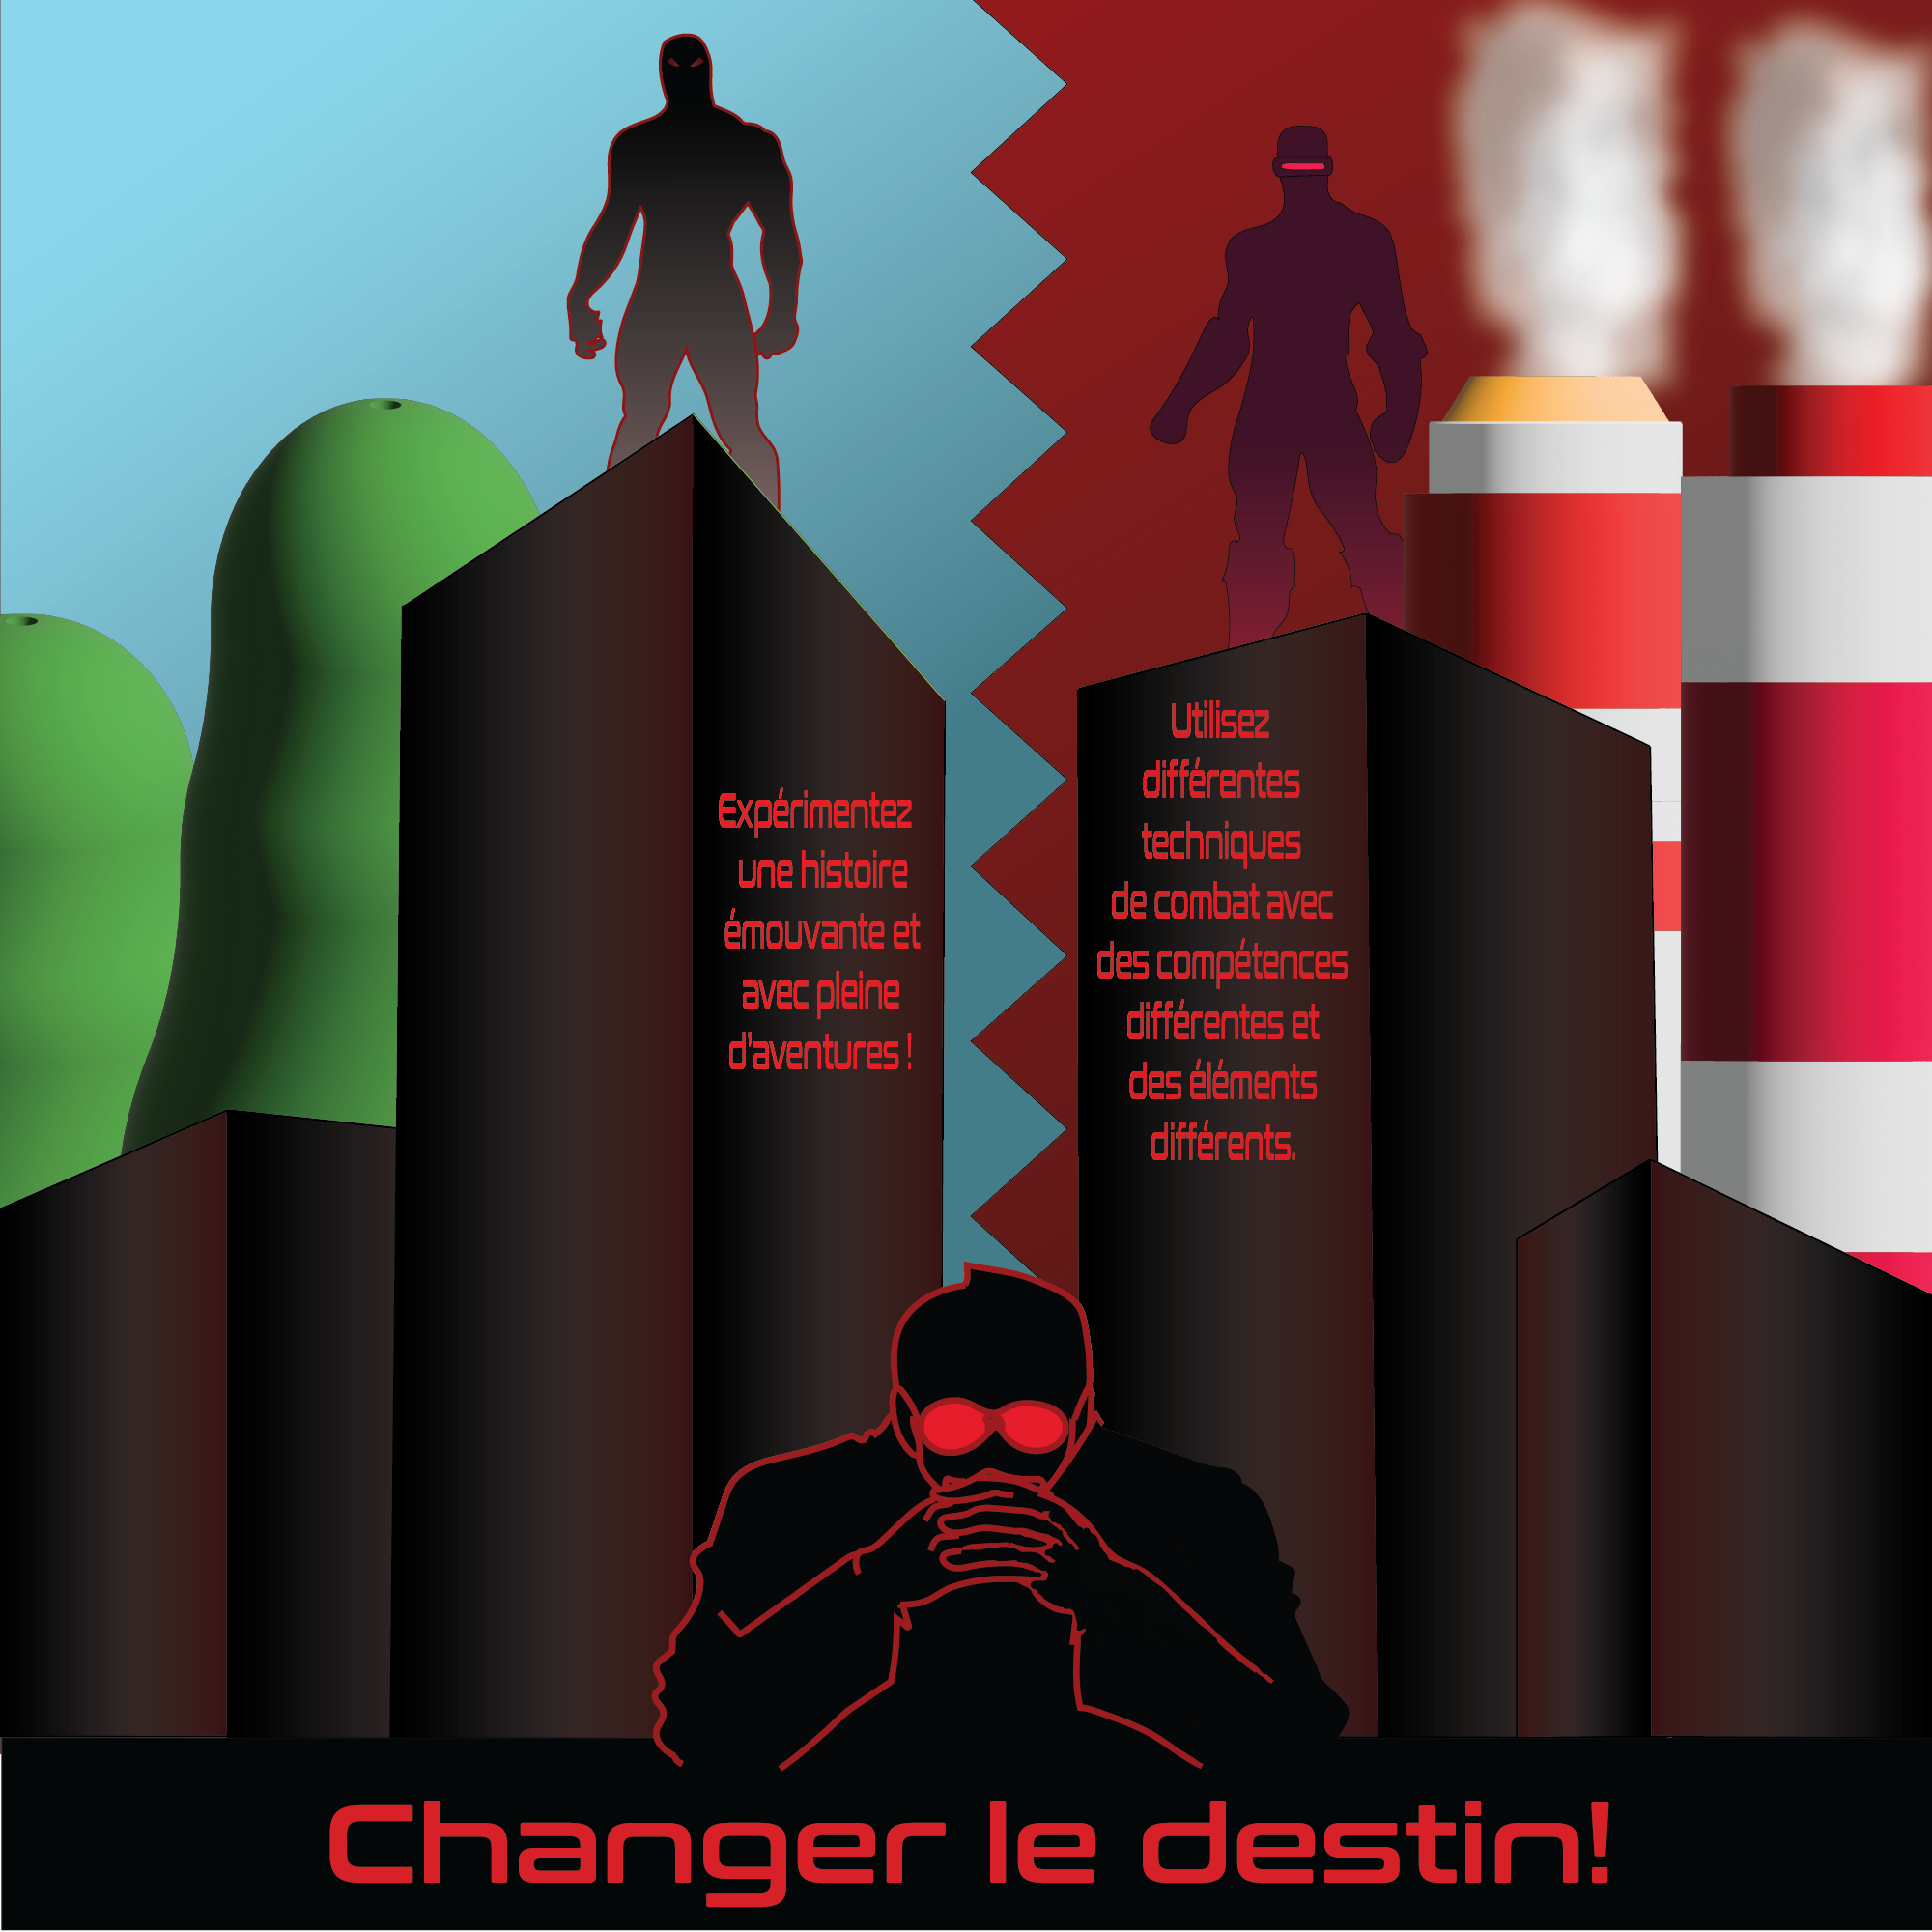 Expérimentez
une histoire
émouvante et
avec pleine
d'aventures !
Utilisez
différentes
techniques
de combat avec
des compétences
différentes et
des éléments
différents.
Changer le destin!